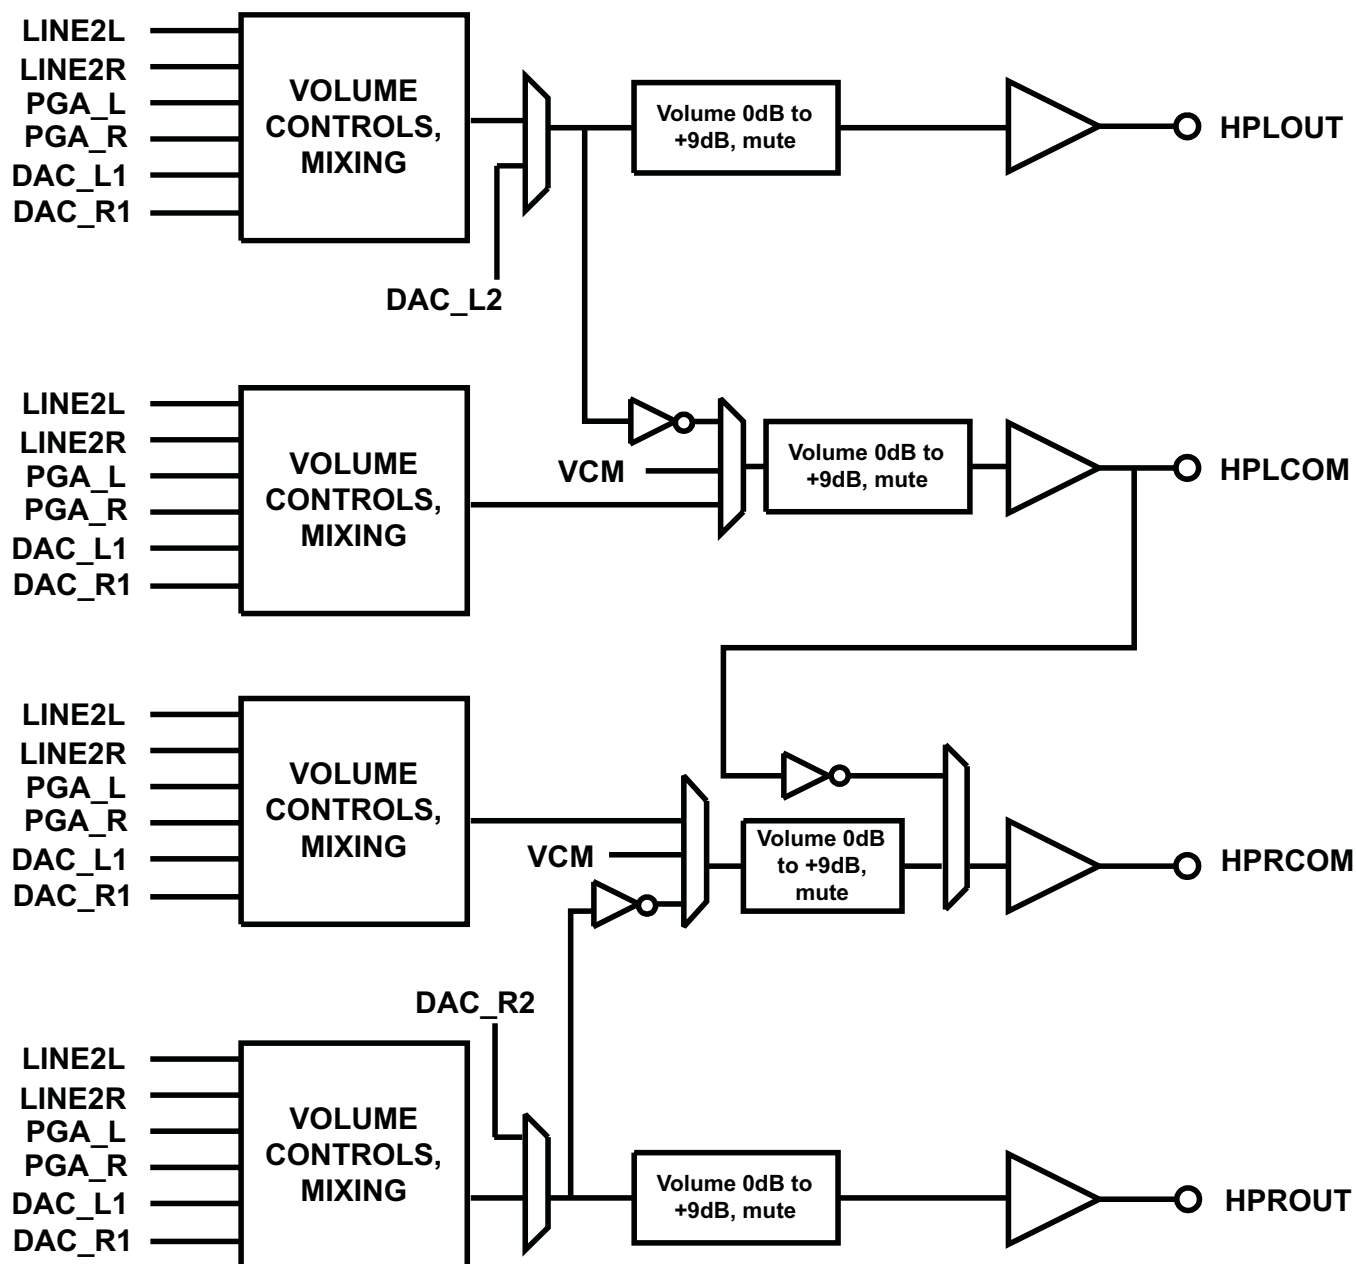 LINE2L
LINE2R
PGA_L
PGA_R
DAC_L1
DAC_R1
VOLUME
CONTROLS,
MIXING
DAC_L2
Volume 0dB to
+9dB, mute
HPLOUT
LINE2L
LINE2R
PGA_L
PGA_R
DAC_L1
DAC_R1
VOLUME
CONTROLS,
MIXING
VCM
Volume 0dB to
+9dB, mute
HPLCOM
LINE2L
LINE2R
PGA_L
PGA_R
DAC_L1
DAC_R1
VOLUME
CONTROLS,
MIXING
VCM
Volume 0dB
to +9dB,
mute
HPRCOM
DAC_R2
LINE2L
LINE2R
PGA_L
PGA_R
DAC_L1
DAC_R1
VOLUME
CONTROLS,
MIXING
Volume 0dB to
+9dB, mute
HPROUT